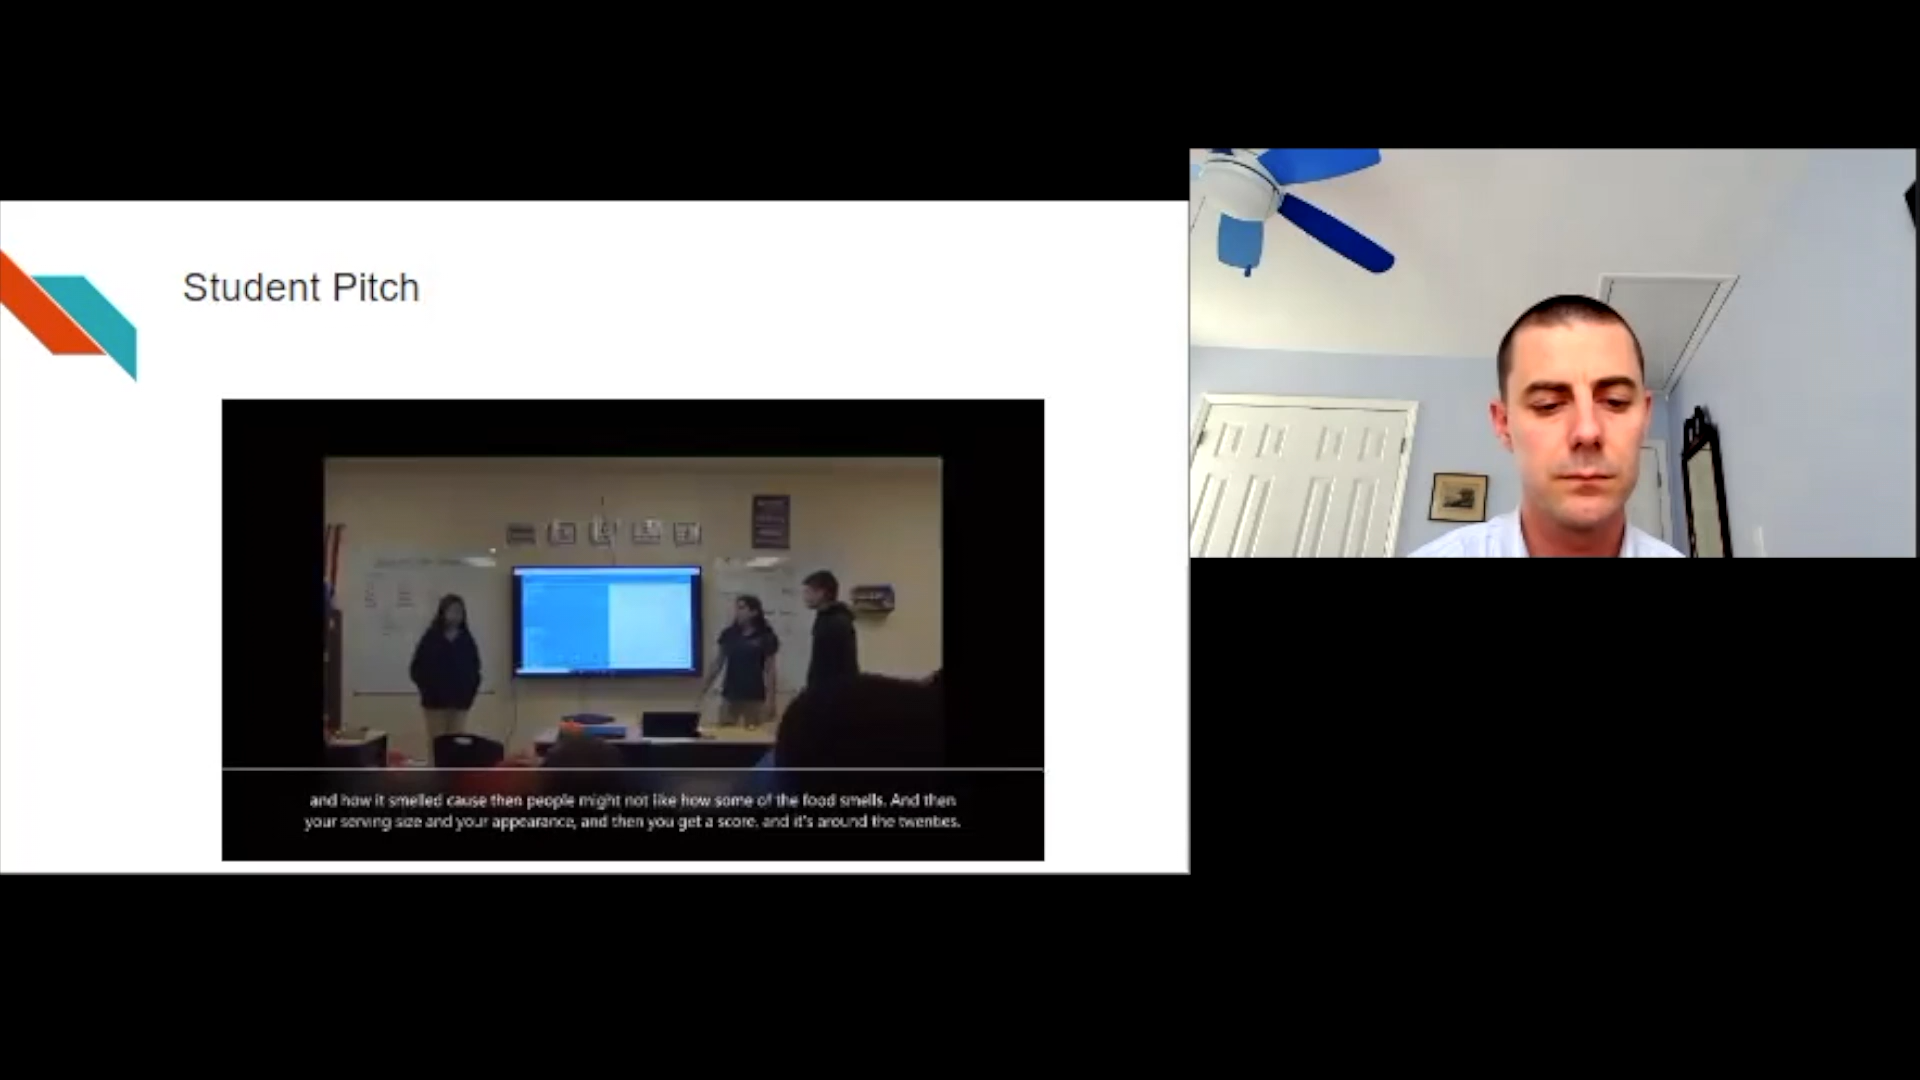 Student Pitch
and how it smelled cause then people might not like how some of the food smells. And then
your serving size and your appearance, and then you get a score, and it's around the twenties.